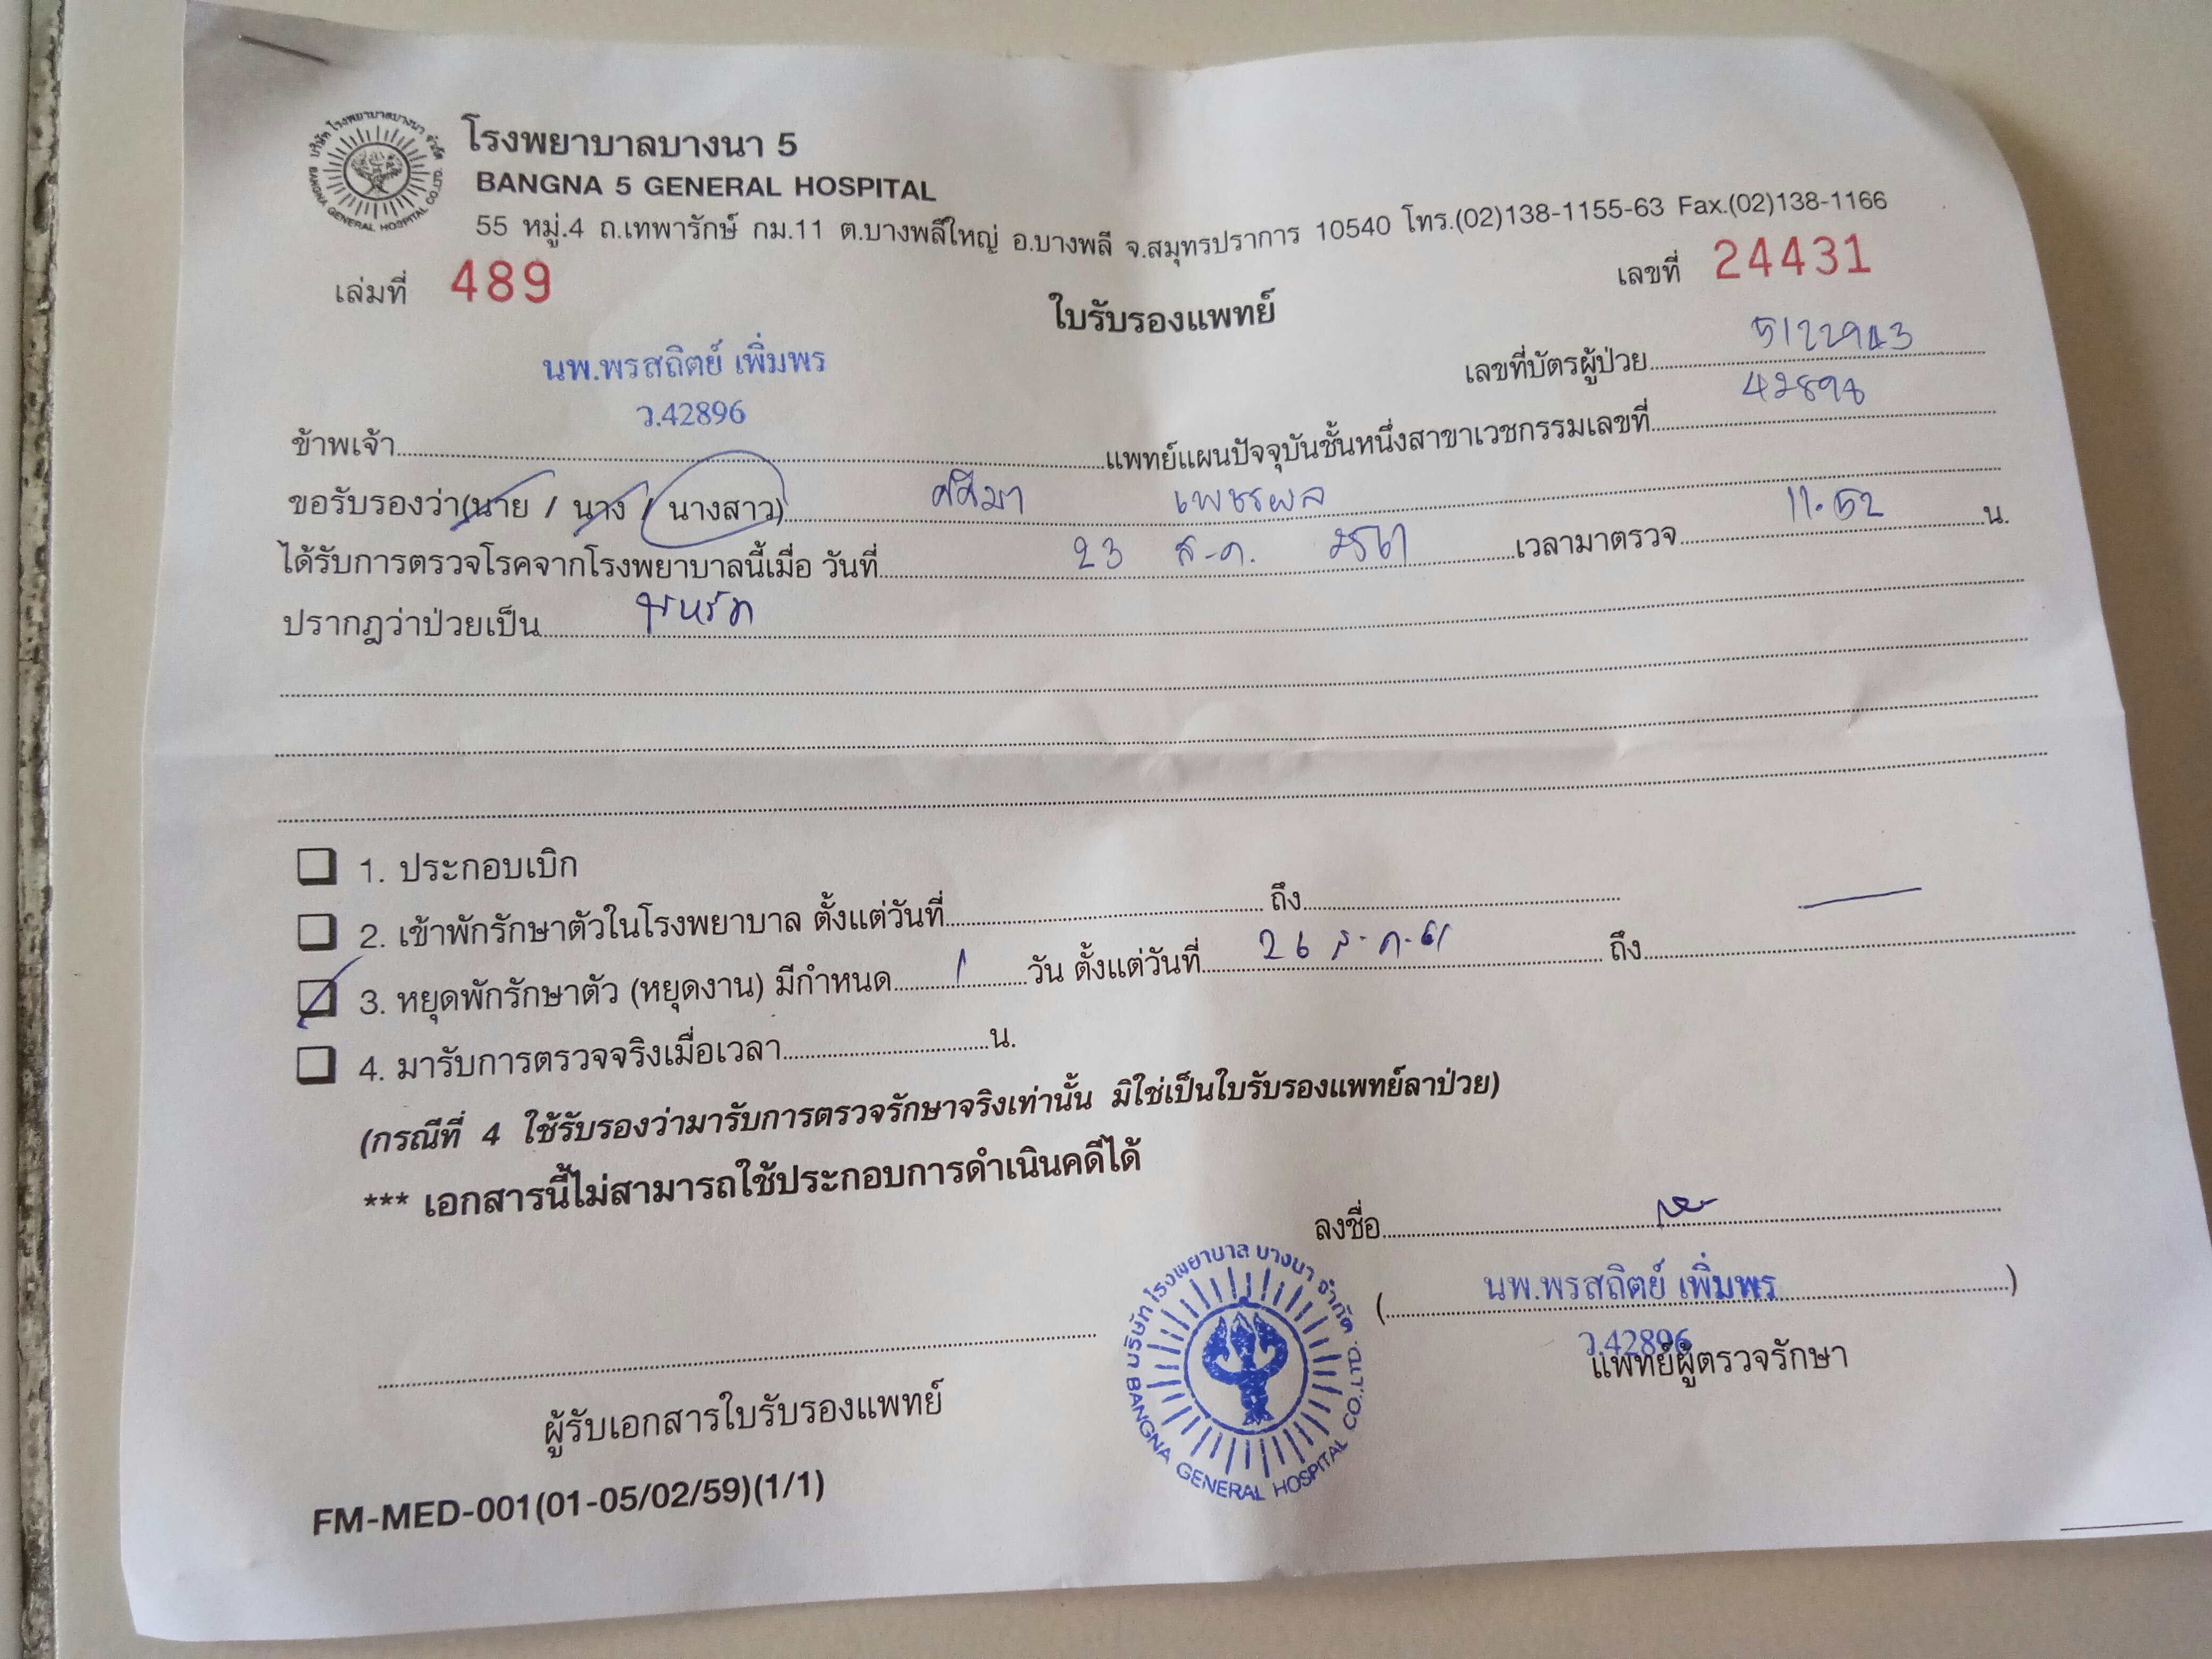 บริษัท โรงพยาบาลบางนา จำกัด
BANGNA GENERAL HOSPITAL CO.,LTD.
โรงพยาบาลบางนา 5
BANGNA 5 GENERAL HOSPITAL
55 หมู่.4 ถ.เทพารักษ์ กม.11 ต.บางพลีใหญ่ อ.บางพลี จ.สมุทรปราการ 10540 โทร.(02)138-1155-63 Fax.(02)138-1166
เล่มที่ 489 เลขที่ 24431
ใบรับรองแพทย์
นพ.พรสถิตย์ เพิ่มพร
ว.42896
เลขที่บัตรผู้ป่วย 5122943
ข้าพเจ้า แพทย์แผนปัจจุบันชั้นหนึ่งสาขาเวชกรรมเลขที่ 42896
ขอรับรองว่า(นาย / นาง / นางสาว) ศศิมา เพชรผล
ได้รับการตรวจโรคจากโรงพยาบาลนี้เมื่อ วันที่ 23 ส.ค. 2561 เวลามาตรวจ 11.52 น.
ปรากฎว่าป่วยเป็น
1. ประกอบเบิก
2. เข้าพักรักษาตัวในโรงพยาบาล ตั้งแต่วันที่ ถึง
3. หยุดพักรักษาตัว (หยุดงาน) มีกำหนด 1 วัน ตั้งแต่วันที่ 26 ส.ค.61 ถึง
4. มารับการตรวจจริงเมื่อเวลา น.
(กรณีที่ 4 ใช้รับรองว่ามารับการตรวจรักษาจริงเท่านั้น มิใช่เป็นใบรับรองแพทย์ลาป่วย)
*** เอกสารนี้ไม่สามารถใช้ประกอบการดำเนินคดีได้
ลงชื่อ
(นพ.พรสถิตย์ เพิ่มพร)
ว.42896
แพทย์ผู้ตรวจรักษา
บริษัท โรงพยาบาล บางนา จำกัด
BANGNA GENERAL HOSPITAL CO.,LTD.
ผู้รับเอกสารใบรับรองแพทย์
FM-MED-001(01-05/02/59)(1/1)